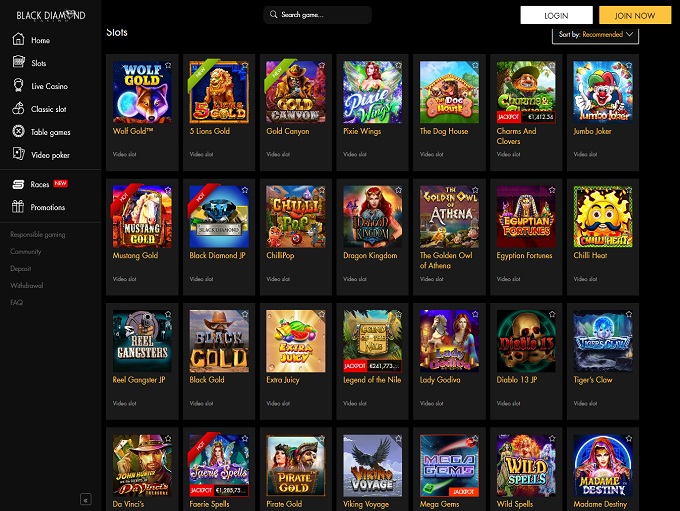 BLACK DIAMOND
CASINO
Search game...
LOGIN
JOIN NOW
Home
Slots
Live Casino
Classic slot
Table games
Video poker
Races NEW
Promotions
Responsible gaming
Community
Deposit
Withdrawal
FAQ
Slots
Sort by: Recommended
WOLF
GOLD
Wolf Gold™
Video slot
NEW
5 LIONS
GOLD
5 Lions Gold
Video slot
NEW
GOLD
CANYON
Gold Canyon
Video slot
Pixie
Wings
Pixie Wings
Video slot
The Dog
House
The Dog House
Video slot
Charms &
JACKPOT €1,412.54
Charms And
Clovers
Video slot
Jumbo Joker
Jumbo Joker
Video slot
HOT
MUSTANG
GOLD
Mustang Gold
Video slot
HOT
BLACK DIAMOND
Black Diamond JP
Video slot
CHILLI
POP
ChilliPop
Video slot
DRAGON
KINGDOM
Dragon Kingdom
Video slot
THE
GOLDEN OWL
OF
ATHENA
The Golden Owl
of Athena
Video slot
EGYPTIAN
FORTUNES
Egyptian Fortunes
Video slot
CHILLI HEAT
Chilli Heat
Video slot
REEL
GANGSTERS
Reel Gangster JP
Video slot
BLACK
GOLD
Black Gold
Video slot
EXTRA
JUICY
Extra Juicy
Video slot
LEGEND
OF THE
NILE
JACKPOT €241,773,...
Legend of the Nile
Video slot
Lady
Godiva
Lady Godiva
Video slot
Diablo 13
Diablo 13 JP
Video slot
TIGER'S CLAW
Tiger's Claw
Video slot
JOHN HUNTER
DaVinci's
TREASURE
Da Vinci's
HOT
Faerie Spells
JACKPOT €1,285,73...
Faerie Spells
PIRATE
GOLD
Pirate Gold
VIKING
VOYAGE
Viking Voyage
MEGA
GEMS
JACKPOT
Mega Gems
WILD
SPELLS
Wild Spells
MADAME
DESTINY
Madame Destiny